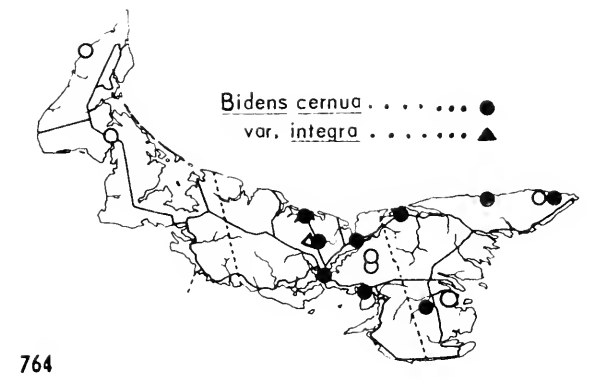 Bidens cernua . . . . . ... ●
var. integra . . . . . ... ▲
764